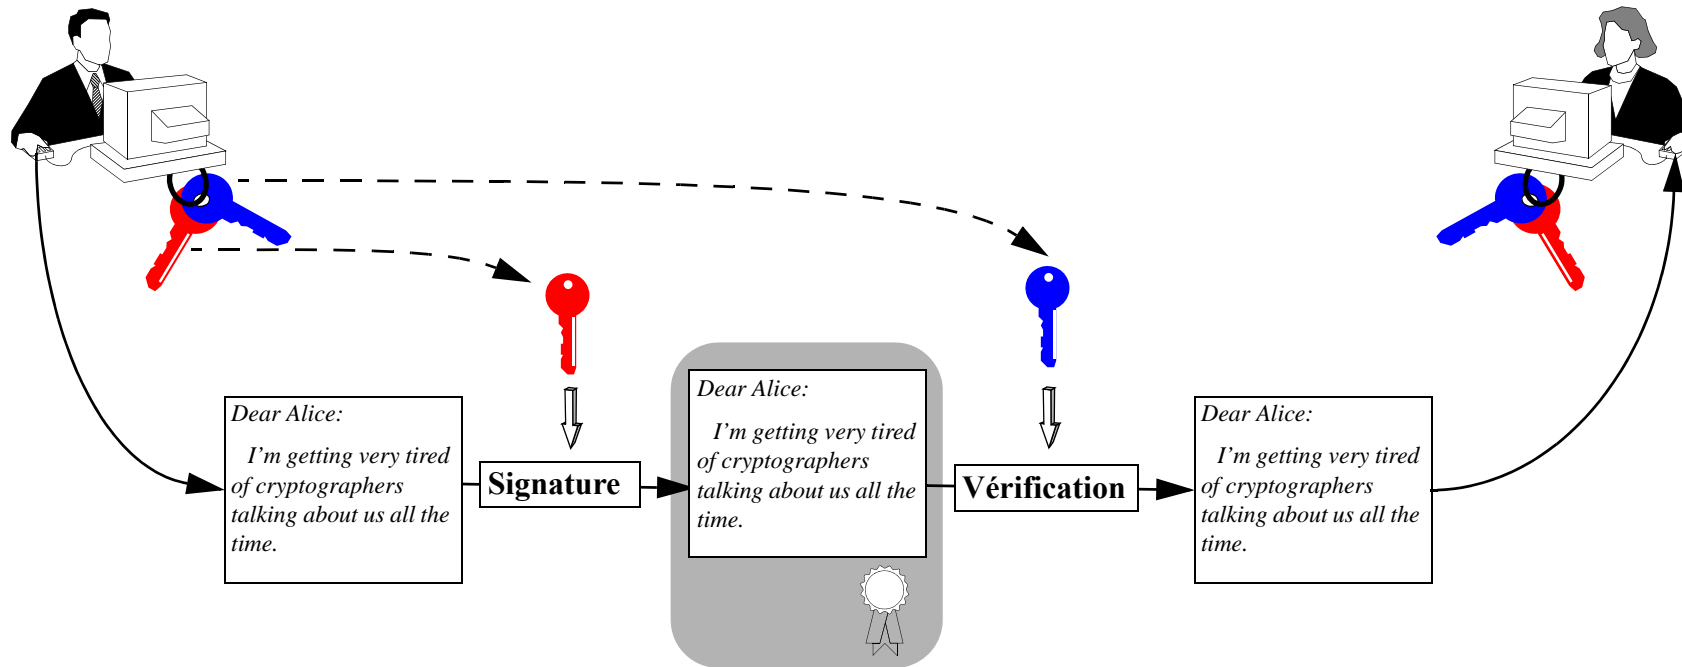 Dear Alice:
I'm getting very tired
of cryptographers
talking about us all the
time.
Signature
Dear Alice:
I'm getting very tired
of cryptographers
talking about us all the
time.
Vérification
Dear Alice:
I'm getting very tired
of cryptographers
talking about us all the
time.